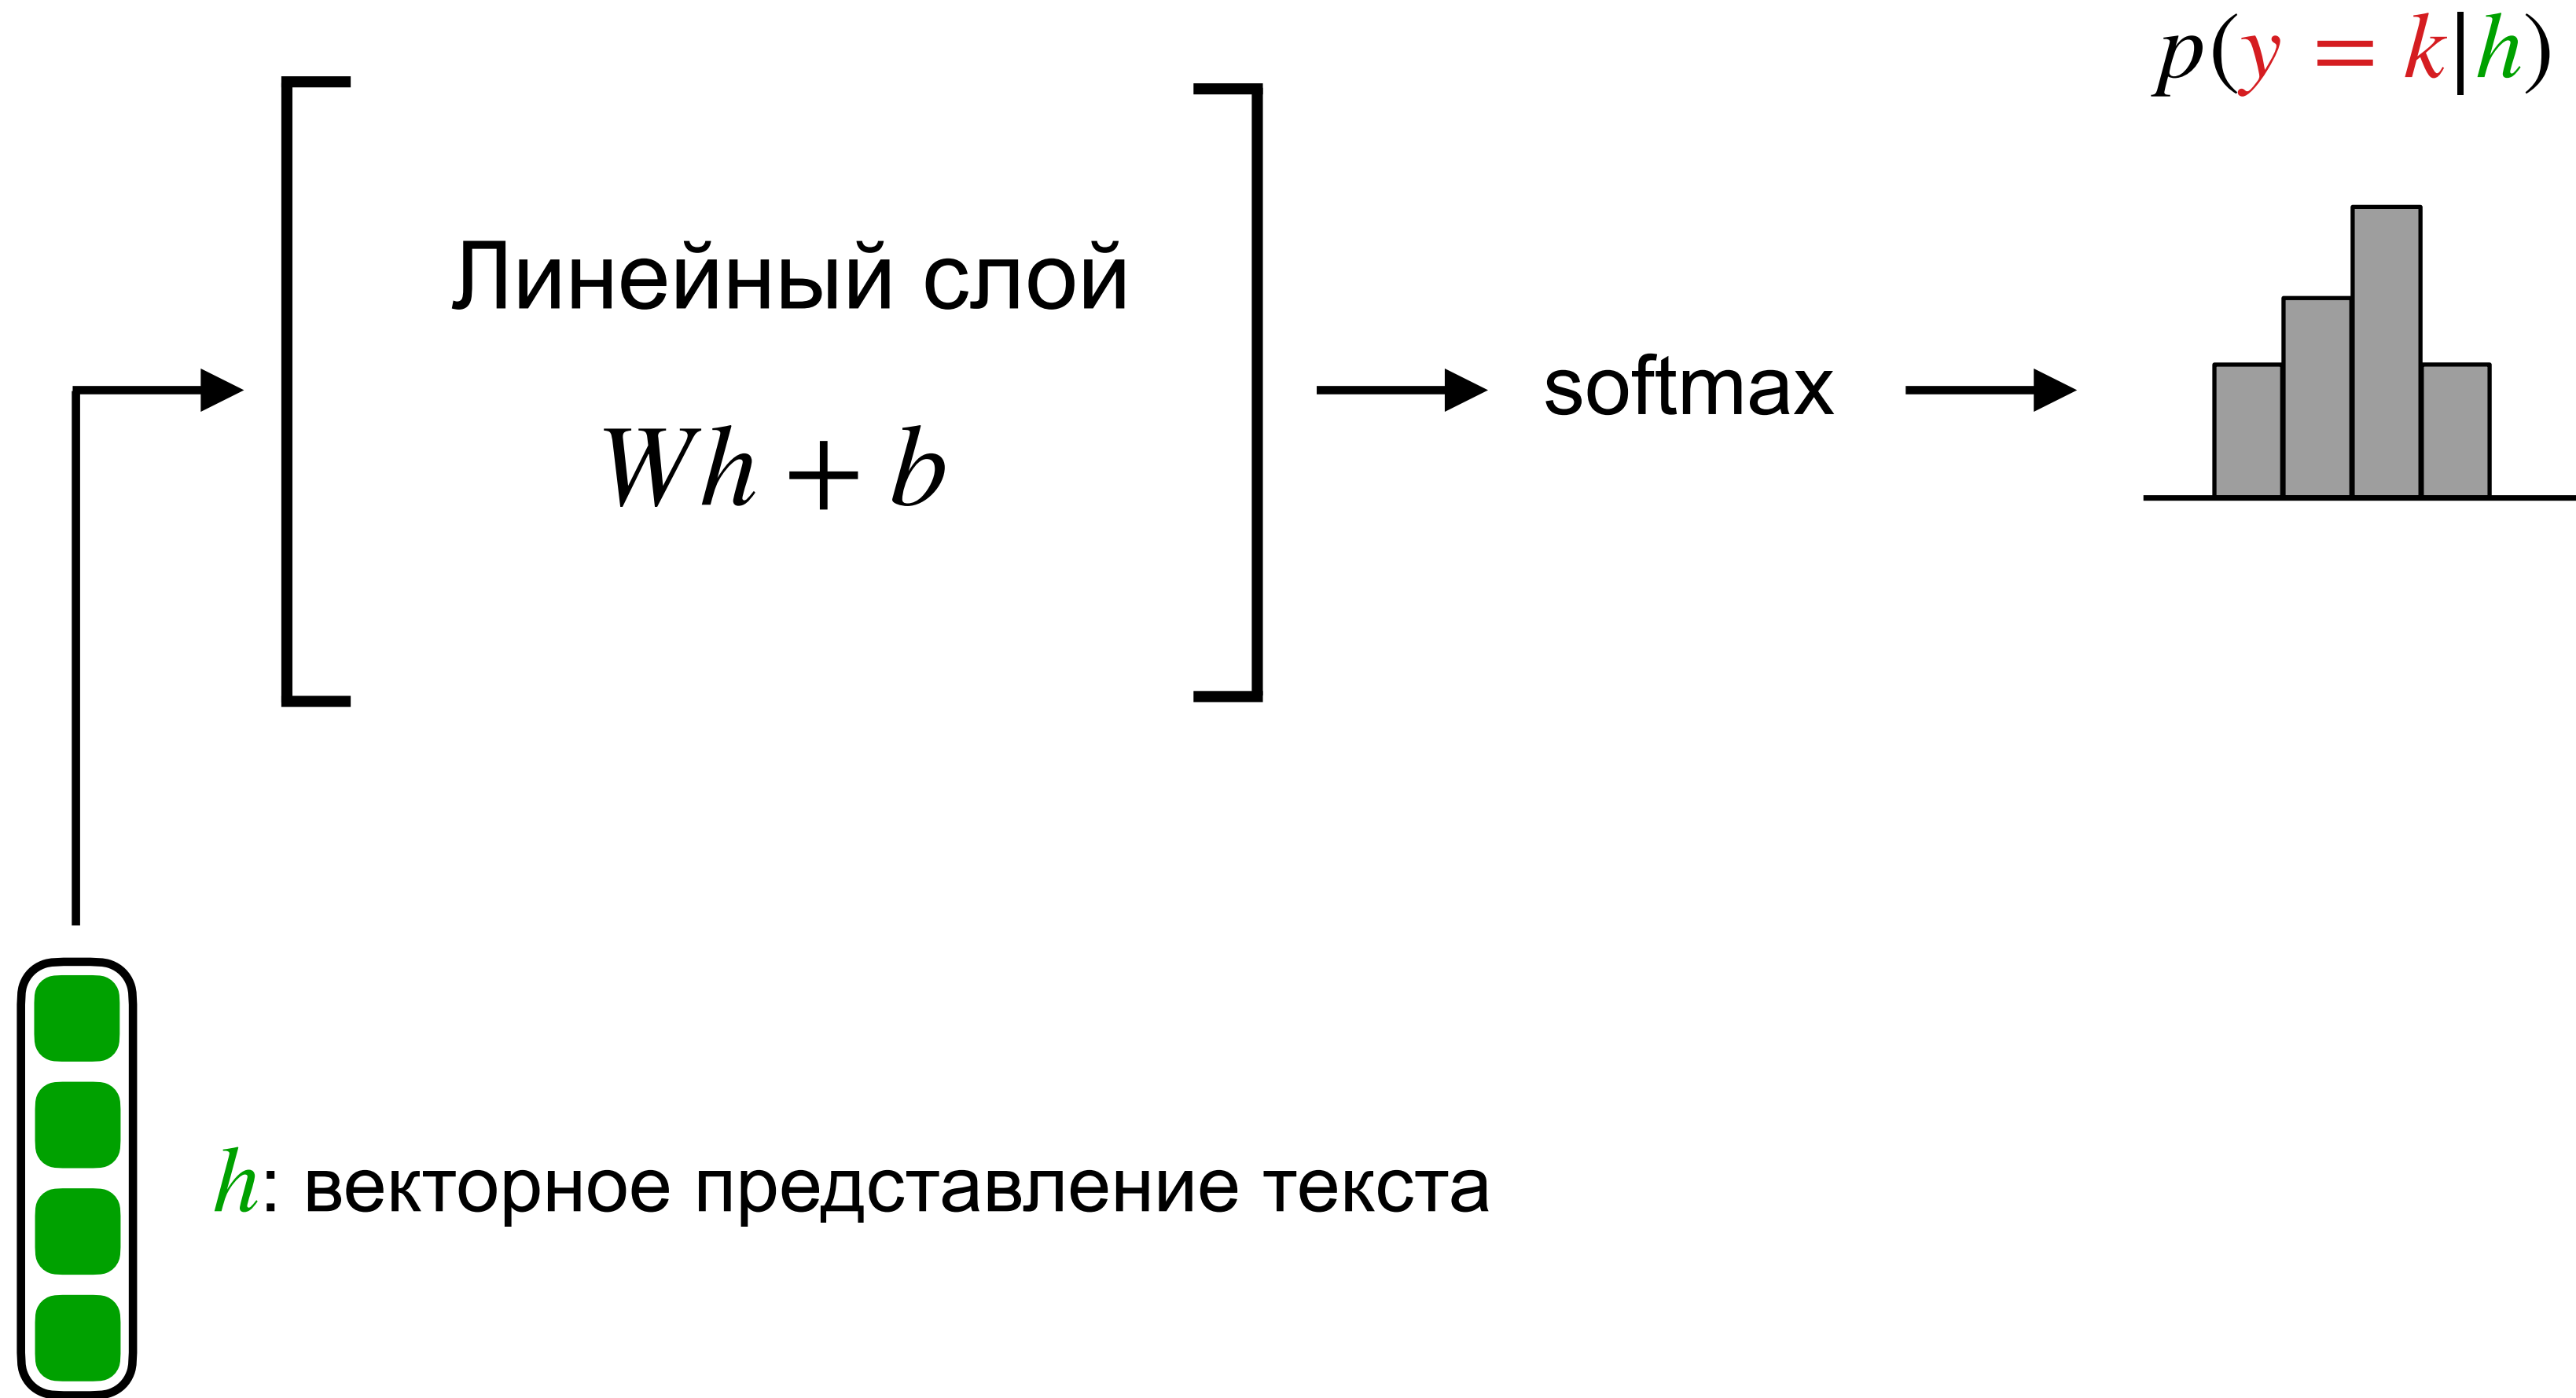 p(y = k|h)
Линейный слой
Wh + b
softmax
h: векторное представление текста